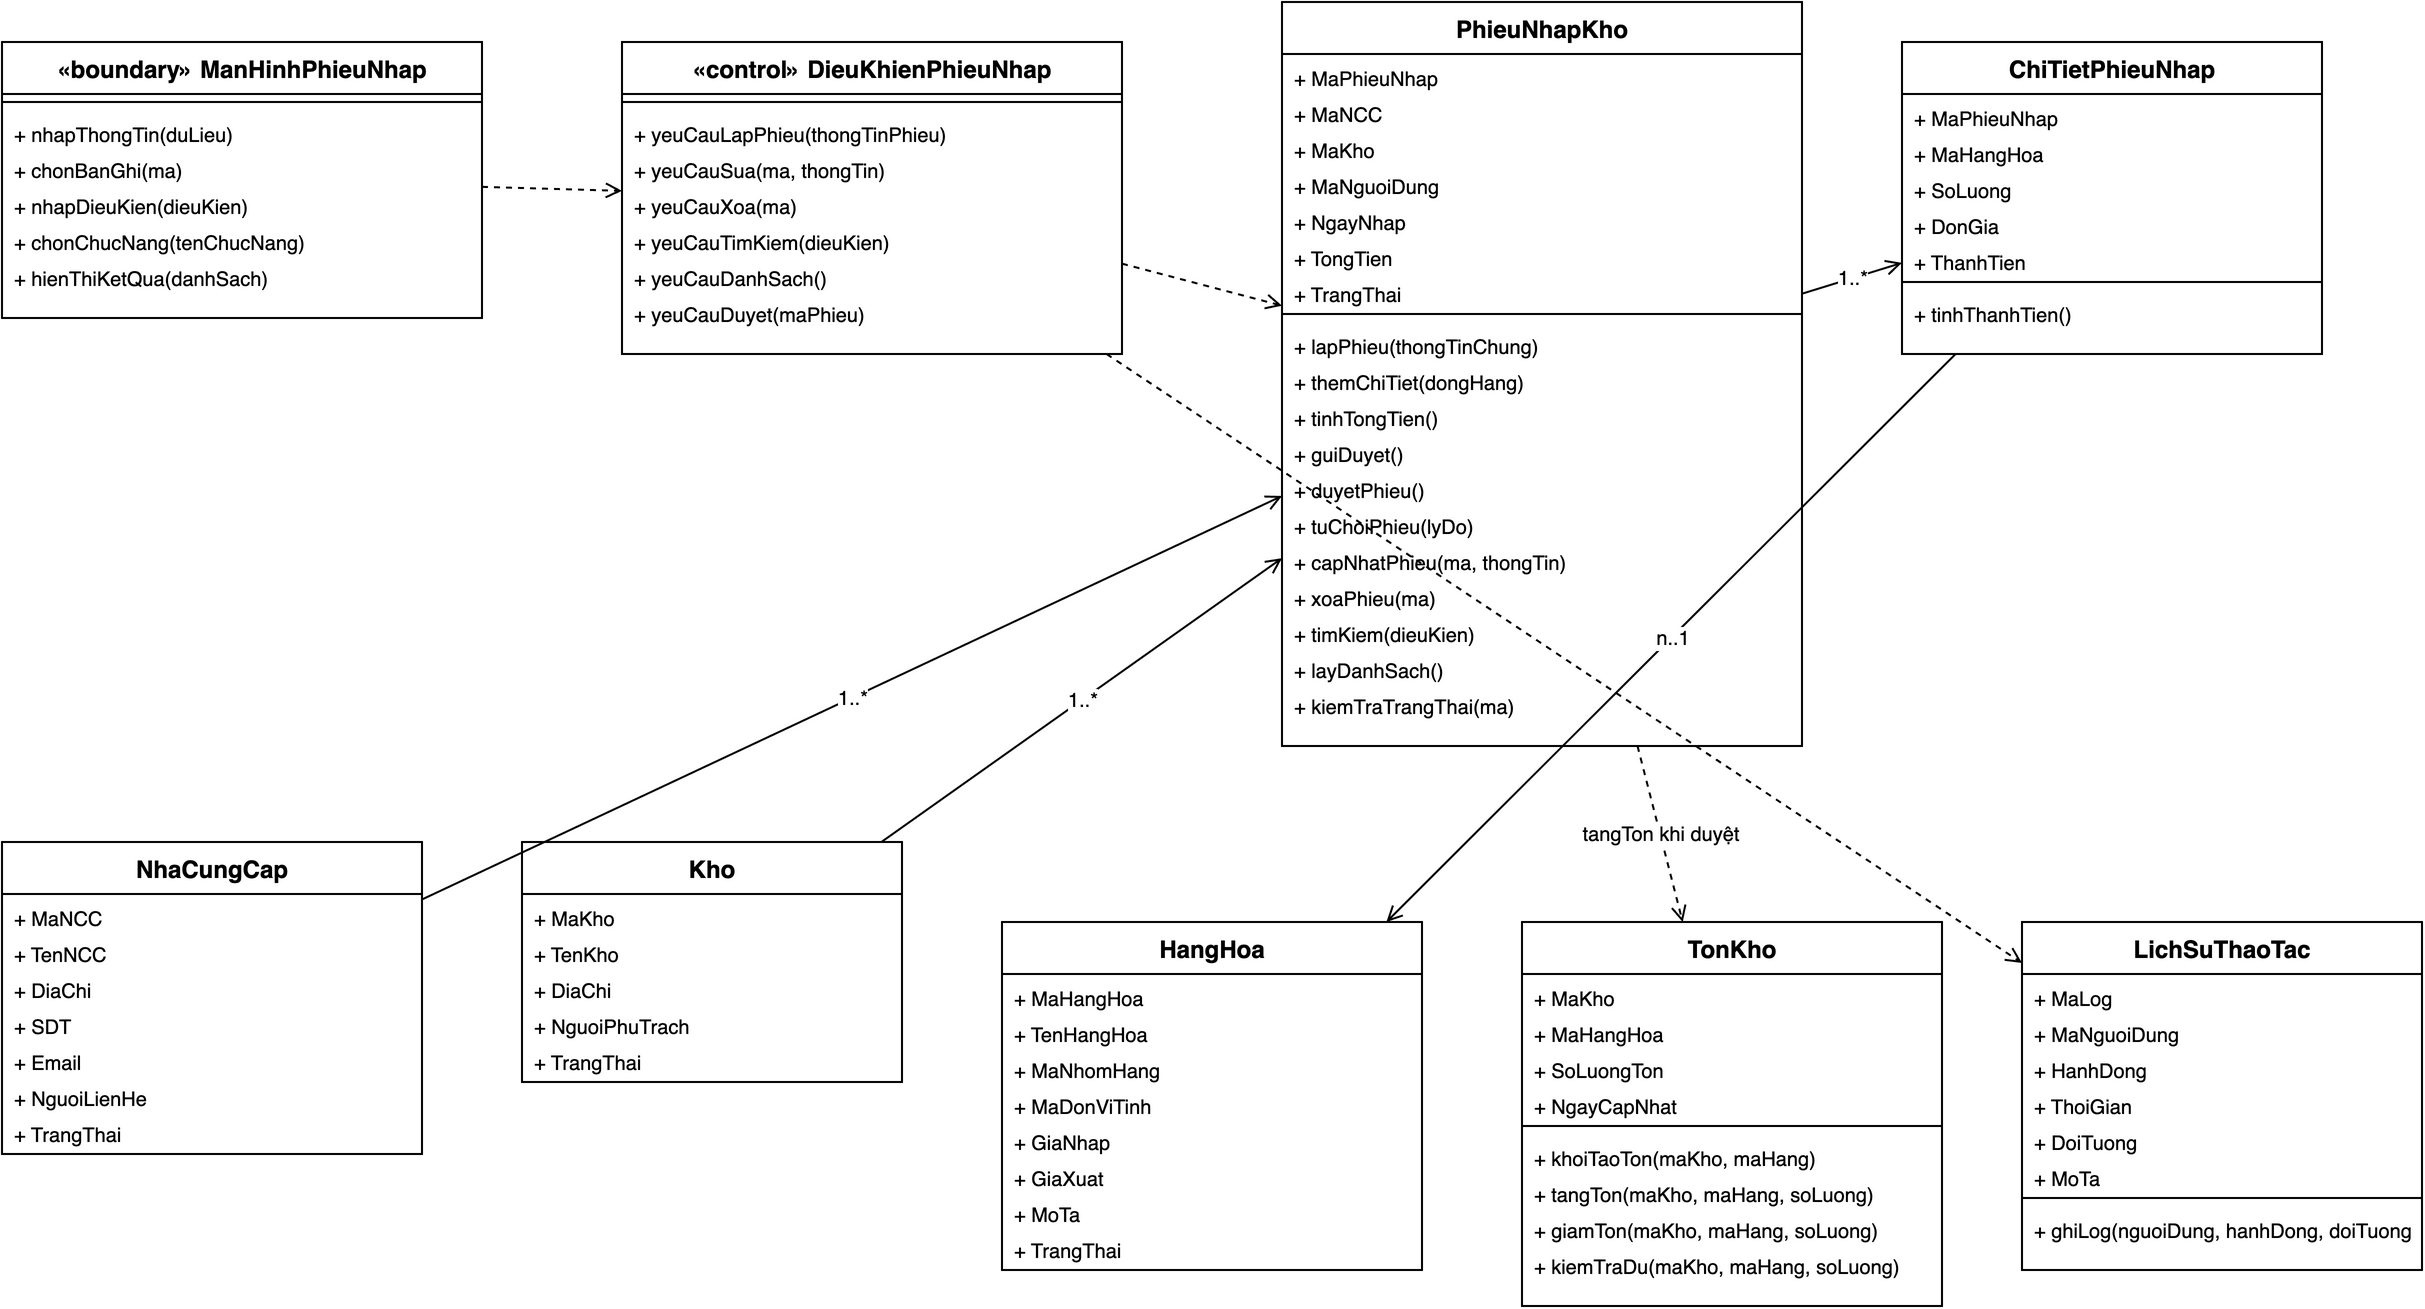 «boundary» ManHinhPhieuNhap
+ nhapThongTin(duLieu)
+ chonBanGhi(ma)
+ nhapDieuKien(dieuKien)
+ chonChucNang(tenChucNang)
+ hienThiKetQua(danhSach)
«control» DieuKhienPhieuNhap
+ yeuCauLapPhieu(thongTinPhieu)
+ yeuCauSua(ma, thongTin)
+ yeuCauXoa(ma)
+ yeuCauTimKiem(dieuKien)
+ yeuCauDanhSach()
+ yeuCauDuyet(maPhieu)
PhieuNhapKho
+ MaPhieuNhap
+ MaNCC
+ MaKho
+ MaNguoiDung
+ NgayNhap
+ TongTien
+ TrangThai
+ lapPhieu(thongTinChung)
+ themChiTiet(dongHang)
+ tinhTongTien()
+ guiDuyet()
+ duyetPhieu()
+ tuChoiPhieu(lyDo)
+ capNhatPhieu(ma, thongTin)
+ xoaPhieu(ma)
+ timKiem(dieuKien)
+ layDanhSach()
+ kiemTraTrangThai(ma)
1..*
ChiTietPhieuNhap
+ MaPhieuNhap
+ MaHangHoa
+ SoLuong
+ DonGia
+ ThanhTien
+ tinhThanhTien()
n..1
1..*
1..*
tangTon khi duyệt
NhaCungCap
+ MaNCC
+ TenNCC
+ DiaChi
+ SDT
+ Email
+ NguoiLienHe
+ TrangThai
Kho
+ MaKho
+ TenKho
+ DiaChi
+ NguoiPhuTrach
+ TrangThai
HangHoa
+ MaHangHoa
+ TenHangHoa
+ MaNhomHang
+ MaDonViTinh
+ GiaNhap
+ GiaXuat
+ MoTa
+ TrangThai
TonKho
+ MaKho
+ MaHangHoa
+ SoLuongTon
+ NgayCapNhat
+ khoiTaoTon(maKho, maHang)
+ tangTon(maKho, maHang, soLuong)
+ giamTon(maKho, maHang, soLuong)
+ kiemTraDu(maKho, maHang, soLuong)
LichSuThaoTac
+ MaLog
+ MaNguoiDung
+ HanhDong
+ ThoiGian
+ DoiTuong
+ MoTa
+ ghiLog(nguoiDung, hanhDong, doiTuong